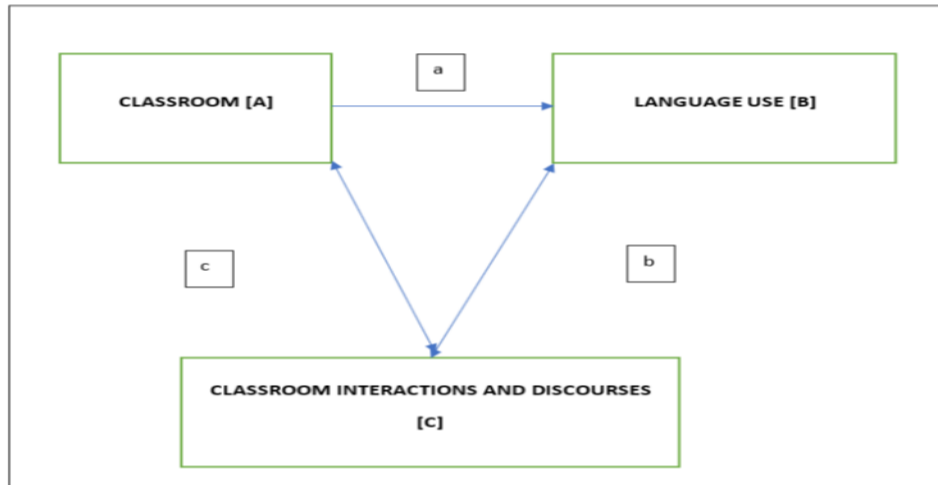 a
CLASSROOM [A]
LANGUAGE USE [B]
c
b
CLASSROOM INTERACTIONS AND DISCOURSES
[C]